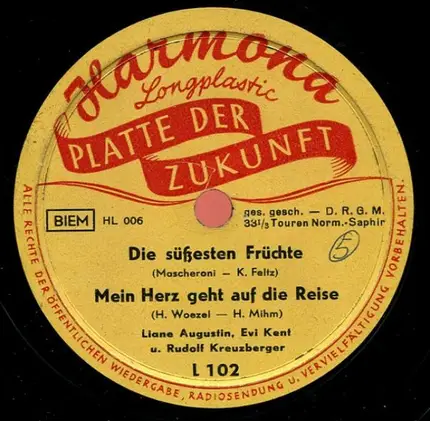 Harmona
Longplastic
PLATTE DER
ZUKUNFT
BIEM HL 006
ges. gesch. — D. R. G. M.
33 1/3 Touren Norm.-Saphir
5
Die süßesten Früchte
(Mascheroni — K. Feltz)
Mein Herz geht auf die Reise
(H. Woezel — H. Mihm)
Liane Augustin, Evi Kent
u. Rudolf Kreuzberger
L 102
ALLE RECHTE DER ÖFFENTLICHEN WIEDERGABE, RADIOSENDUNG U. VERVIELFÄLTIGUNG VORBEHALTEN.